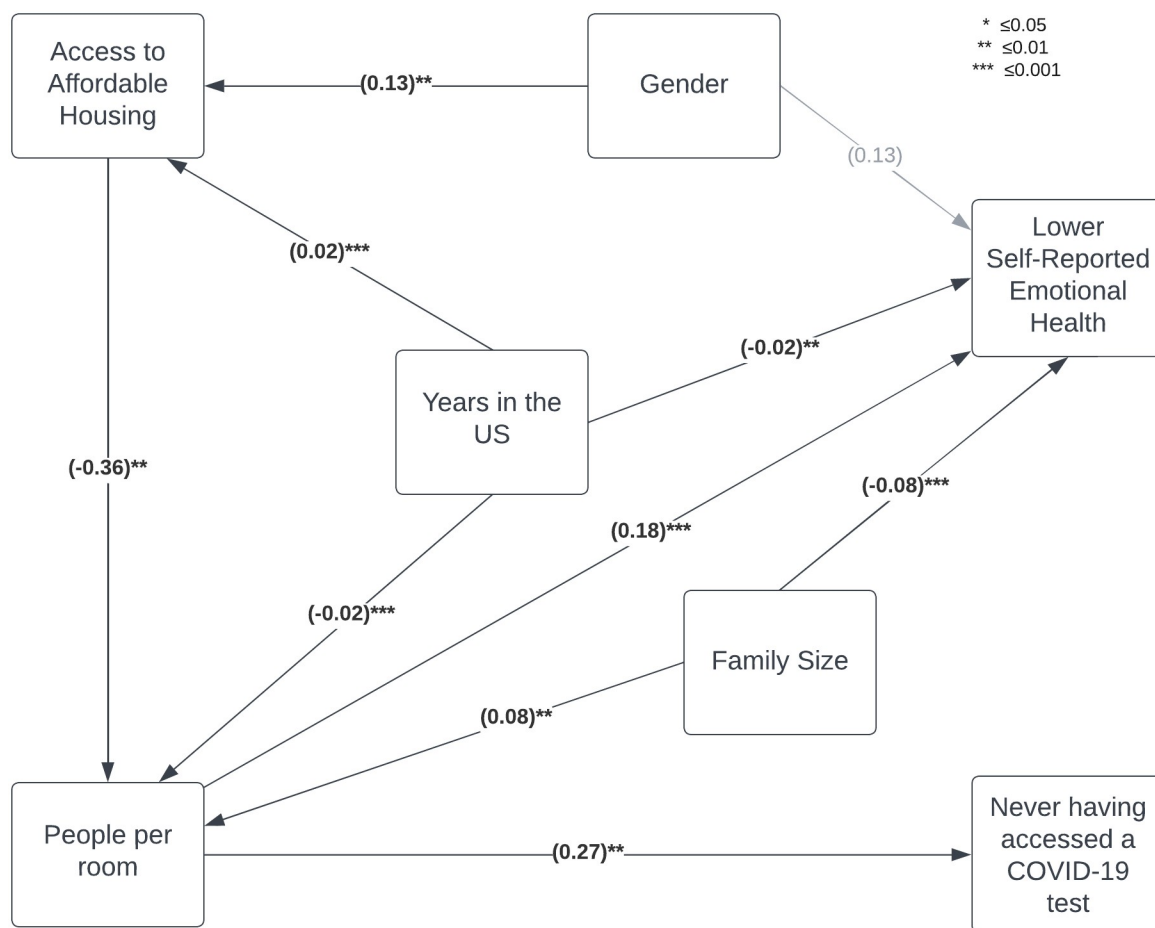 Access to
Affordable
Housing
(0.13)**
Gender
* ≤0.05
** ≤0.01
*** ≤0.001
(0.13)
Lower
Self-Reported
Emotional
Health
(0.02)***
(-0.02)**
Years in the
US
(-0.36)**
(-0.08)***
(0.18)***
(-0.02)***
Family Size
(0.08)**
People per
room
(0.27)**
Never having
accessed a
COVID-19
test